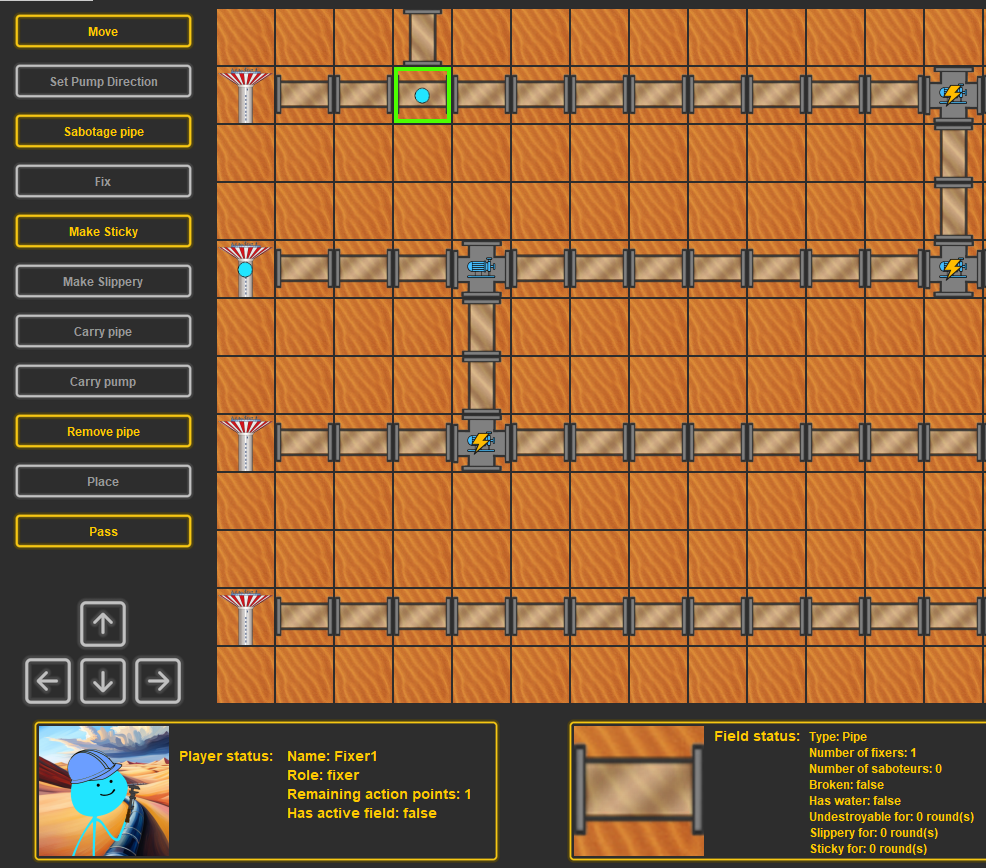 Move
Set Pump Direction
Sabotage pipe
Fix
Make Sticky
Make Slippery
Carry pipe
Carry pump
Remove pipe
Place
Pass
Player status:
Name: Fixer1
Role: fixer
Remaining action points: 1
Has active field: false
Field status:
Type: Pipe
Number of fixers: 1
Number of saboteurs: 0
Broken: false
Has water: false
Undestroyable for: 0 round(s)
Slippery for: 0 round(s)
Sticky for: 0 round(s)